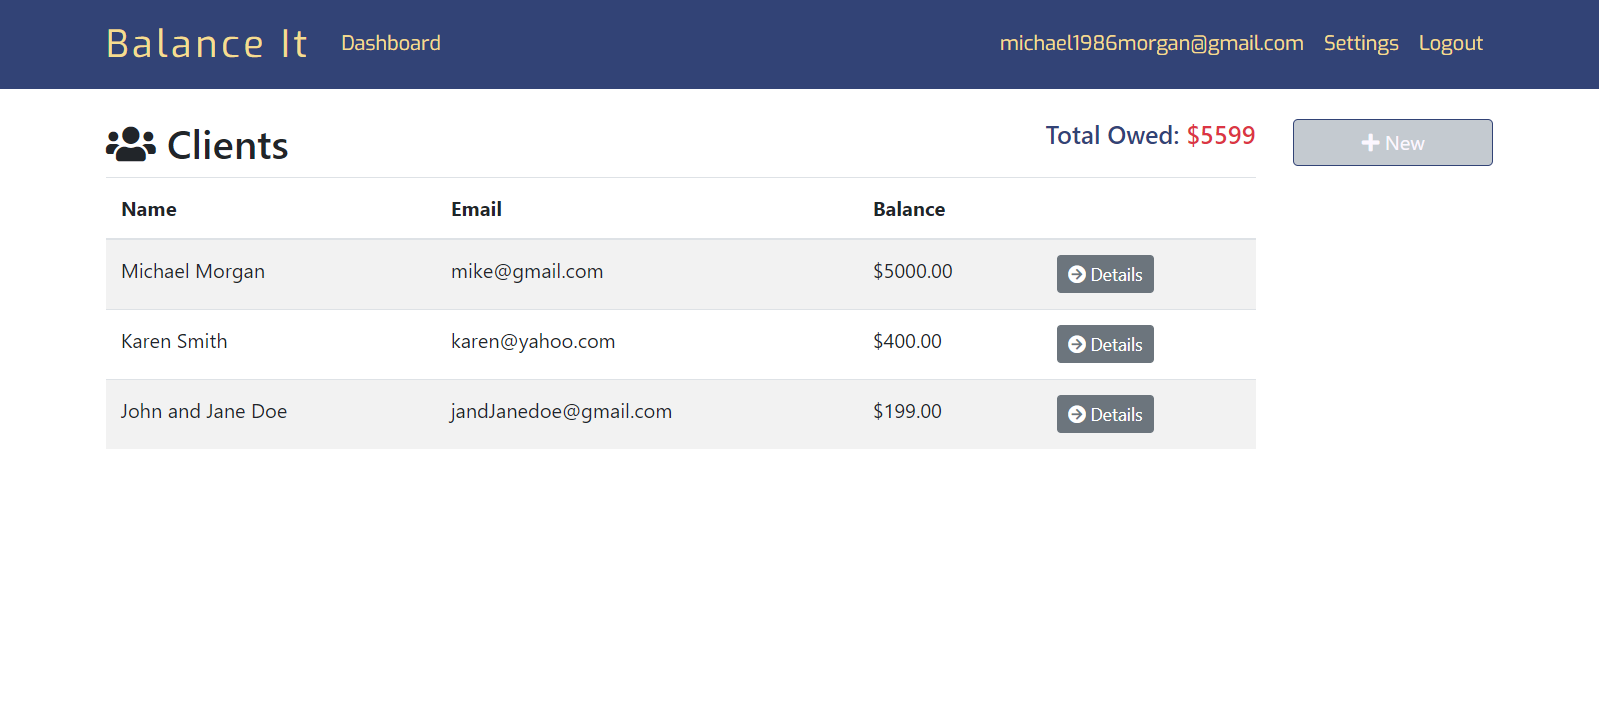 Balance It Dashboard michael1986morgan@gmail.com Settings Logout
Clients Total Owed: $5599 New
Name Email Balance
Michael Morgan mike@gmail.com $5000.00 Details
Karen Smith karen@yahoo.com $400.00 Details
John and Jane Doe jandJanedoe@gmail.com $199.00 Details